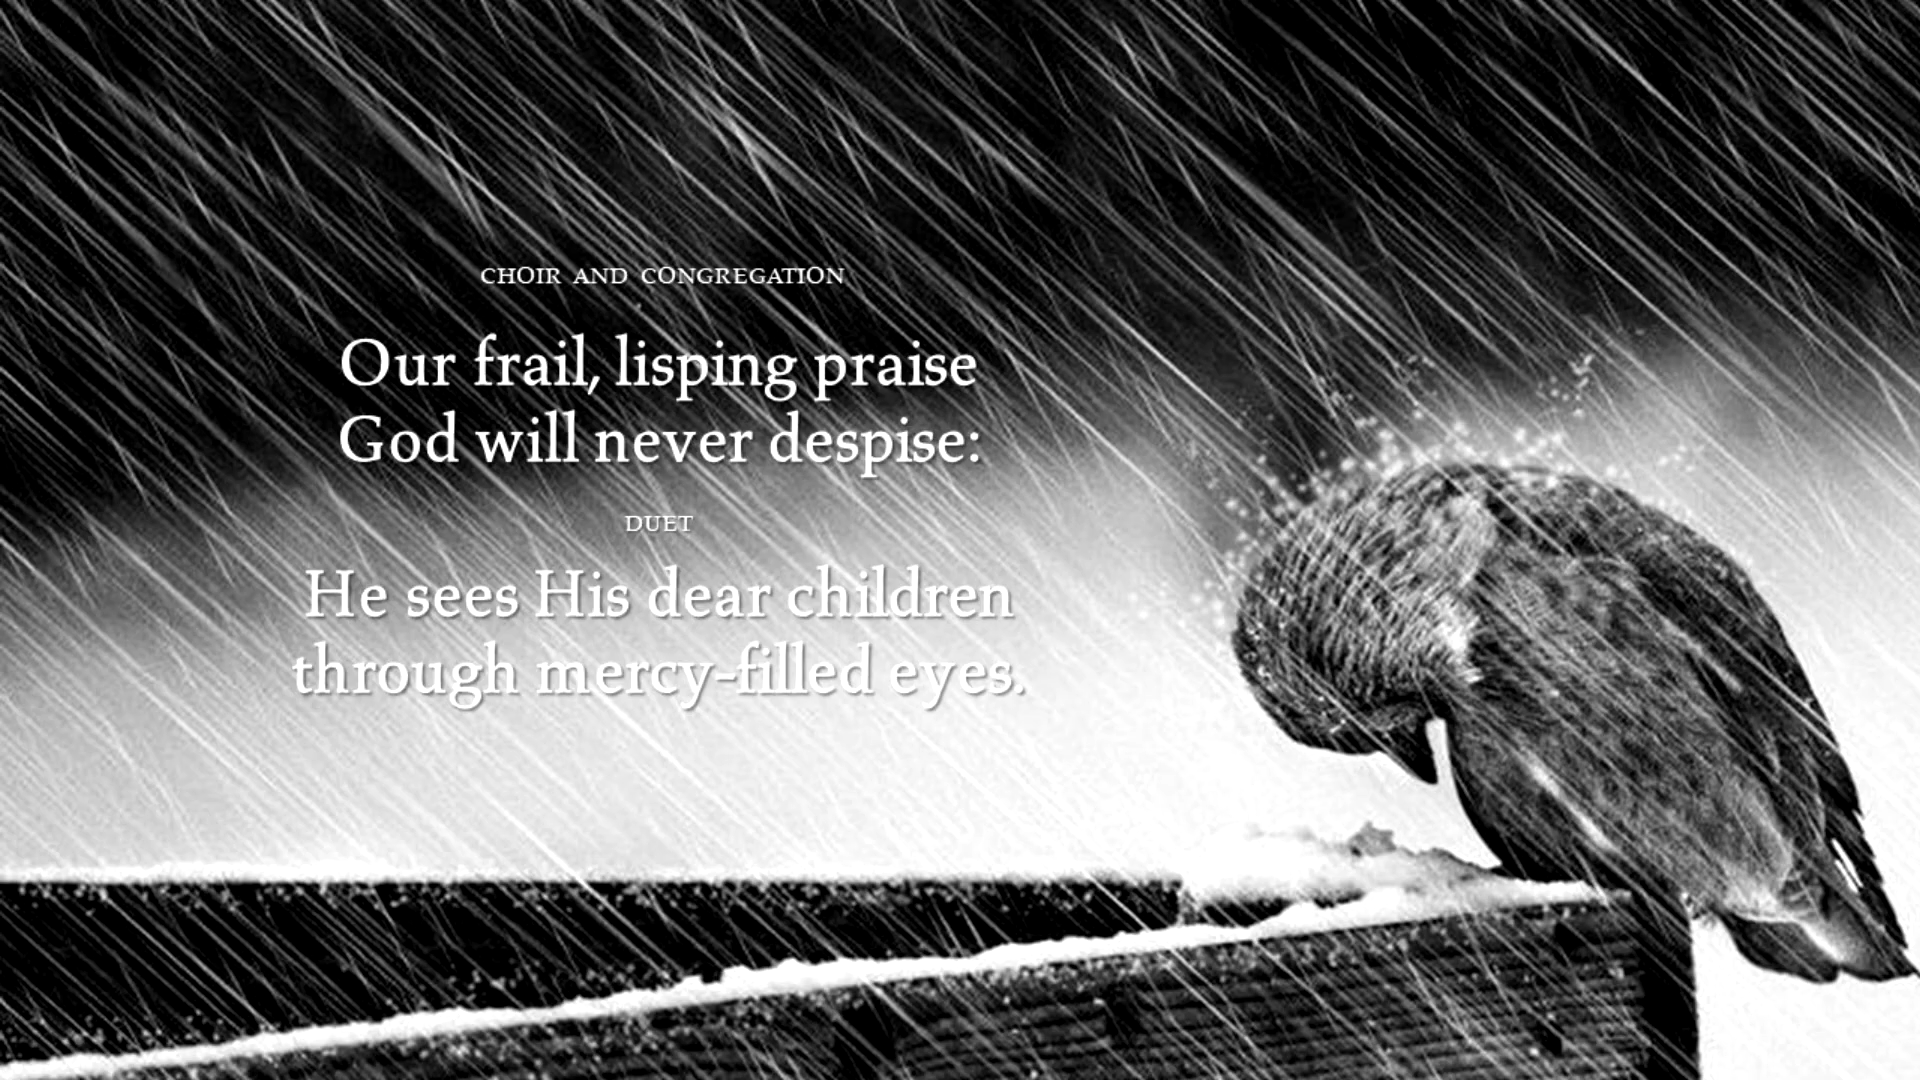 CHOIR AND CONGREGATION
Our frail, lisping praise
God will never despise:
DUET
He sees His dear children
through mercy-filled eyes.